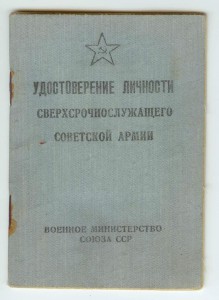 УДОСТОВЕРЕНИЕ ЛИЧНОСТИ
СВЕРХСРОЧНОСЛУЖАЩЕГО
СОВЕТСКОЙ АРМИИ
ВОЕННОЕ МИНИСТЕРСТВО
СОЮЗА ССР